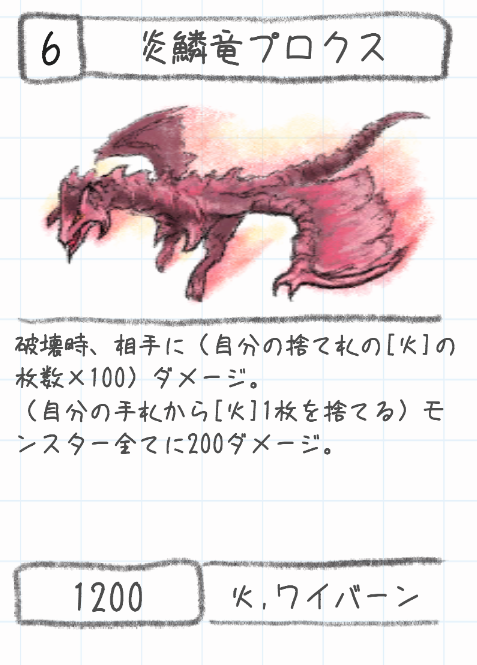 6
炎鱗竜プロクス
破壊時、相手に（自分の捨て札の[火]の
枚数×100）ダメージ。
（自分の手札から[火]1枚を捨てる）モ
ンスター全てに200ダメージ。
1200
火,ワイバーン